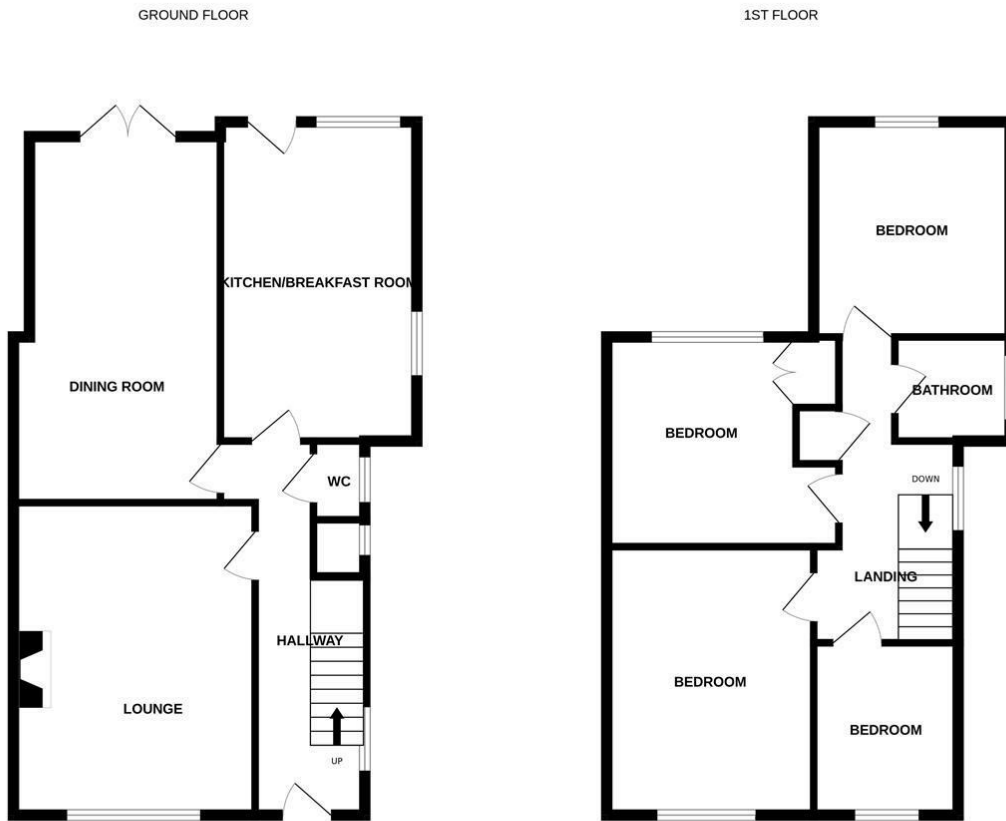 GROUND FLOOR
KITCHEN/BREAKFAST ROOM
DINING ROOM
WC
HALLWAY
LOUNGE
UP
1ST FLOOR
BEDROOM
BATHROOM
BEDROOM
DOWN
LANDING
BEDROOM
BEDROOM